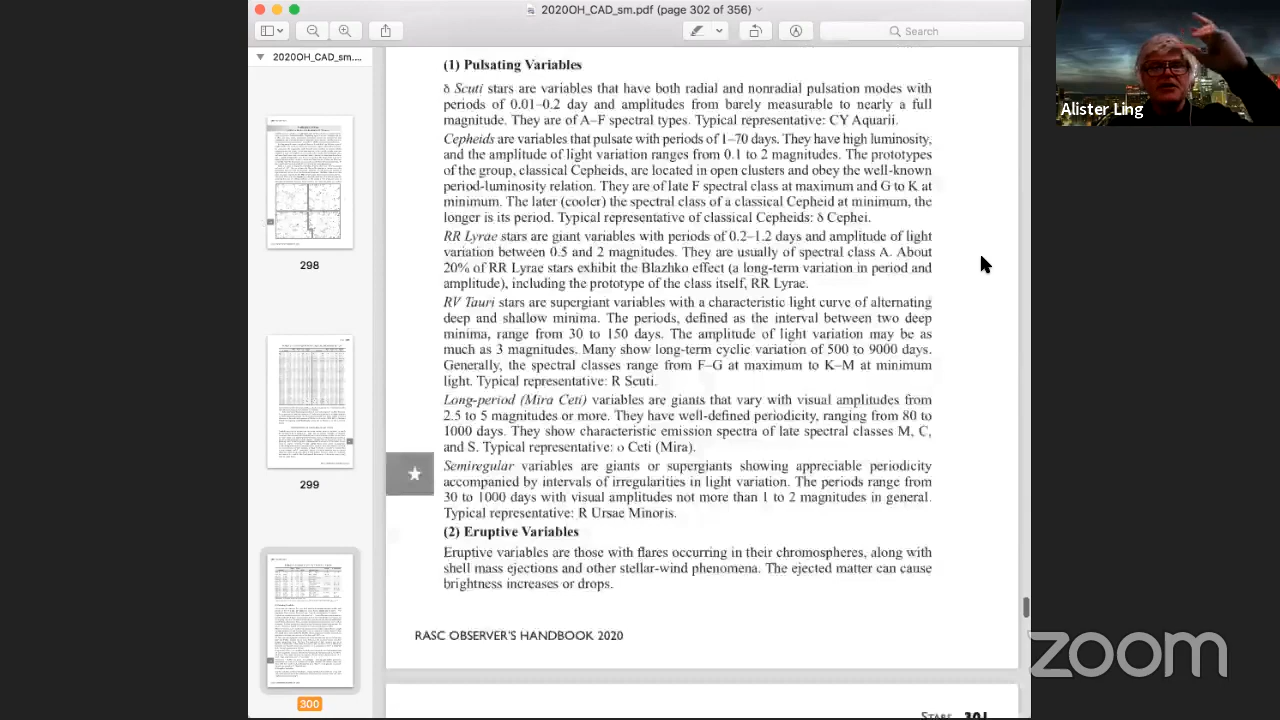 2020OH_CAD_sm.pdf (page 302 of 356)
Search
2020OH_CAD_sm....
298
299
300
(1) Pulsating Variables
δ Scuti stars are variables that have both radial and nonradial pulsation modes with
periods of 0.01–0.2 day and amplitudes from barely measurable to nearly a full
magnitude. They are of A–F spectral types. Typical representative: CY Aquarii.
Cepheid variables pulsate with periods of 1–70 days. They have high luminosity,
and the amplitude of light variation ranges from 0.1 to 2 magnitudes. The prototypes
of the group, classical Cepheids, are located in open clusters and obey the well-known
period-luminosity relation. They are of late F spectral class at maximum and G to K at
minimum. The later (cooler) the spectral class of a classical Cepheid at minimum, the
longer is its period. Typical representative of classical Cepheids: δ Cephei.
RR Lyrae stars are giant variables with periods of 0.2–1.2 days and amplitude of light
variation between 0.5 and 2 magnitudes. They are usually of spectral class A. About
20% of RR Lyrae stars exhibit the Blazhko effect (a long-term variation in period and
amplitude), including the prototype of the class itself, RR Lyrae.
RV Tauri stars are supergiant variables with a characteristic light curve of alternating
deep and shallow minima. The periods, defined as the interval between two deep
minima, range from 30 to 150 days. The amplitude of light variation may be as
much as 3 magnitudes. Many show long-term cyclic variation of 500 to 9000 days.
Generally, the spectral classes range from F–G at maximum to K–M at minimum
light. Typical representative: R Scuti.
Long-period (Mira Ceti) variables are giants that vary with visual amplitudes from
2.5 to magnitudes or more. They have well-defined periodicity, ranging from 80 to
1000 days. They show characteristic emission spectra of late spectral classes M, C,
and S. Typical representative: ο Ceti (Mira).
Semiregular variables are giants or supergiants showing appreciable periodicity
accompanied by intervals of irregularities in light variation. The periods range from
30 to 1000 days with visual amplitudes not more than 1 to 2 magnitudes in general.
Typical representative: R Ursae Minoris.
(2) Eruptive Variables
Eruptive variables are those with flares occurring in their chromospheres, along with
shell mass ejections and other stellar-wind phenomena. The ejected matter can cause
brightness increases or drops.
RASC OBSERVER'S HANDBOOK 2020
Stars 301
Alister Ling
zoom